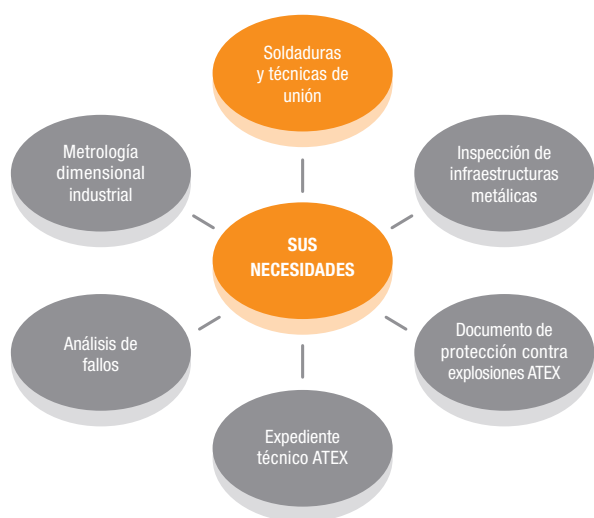 Soldaduras
y técnicas de
unión
Metrología
dimensional
industrial
Inspección de
infraestructuras
metálicas
SUS
NECESIDADES
Análisis de
fallos
Documento de
protección contra
explosiones ATEX
Expediente
técnico ATEX